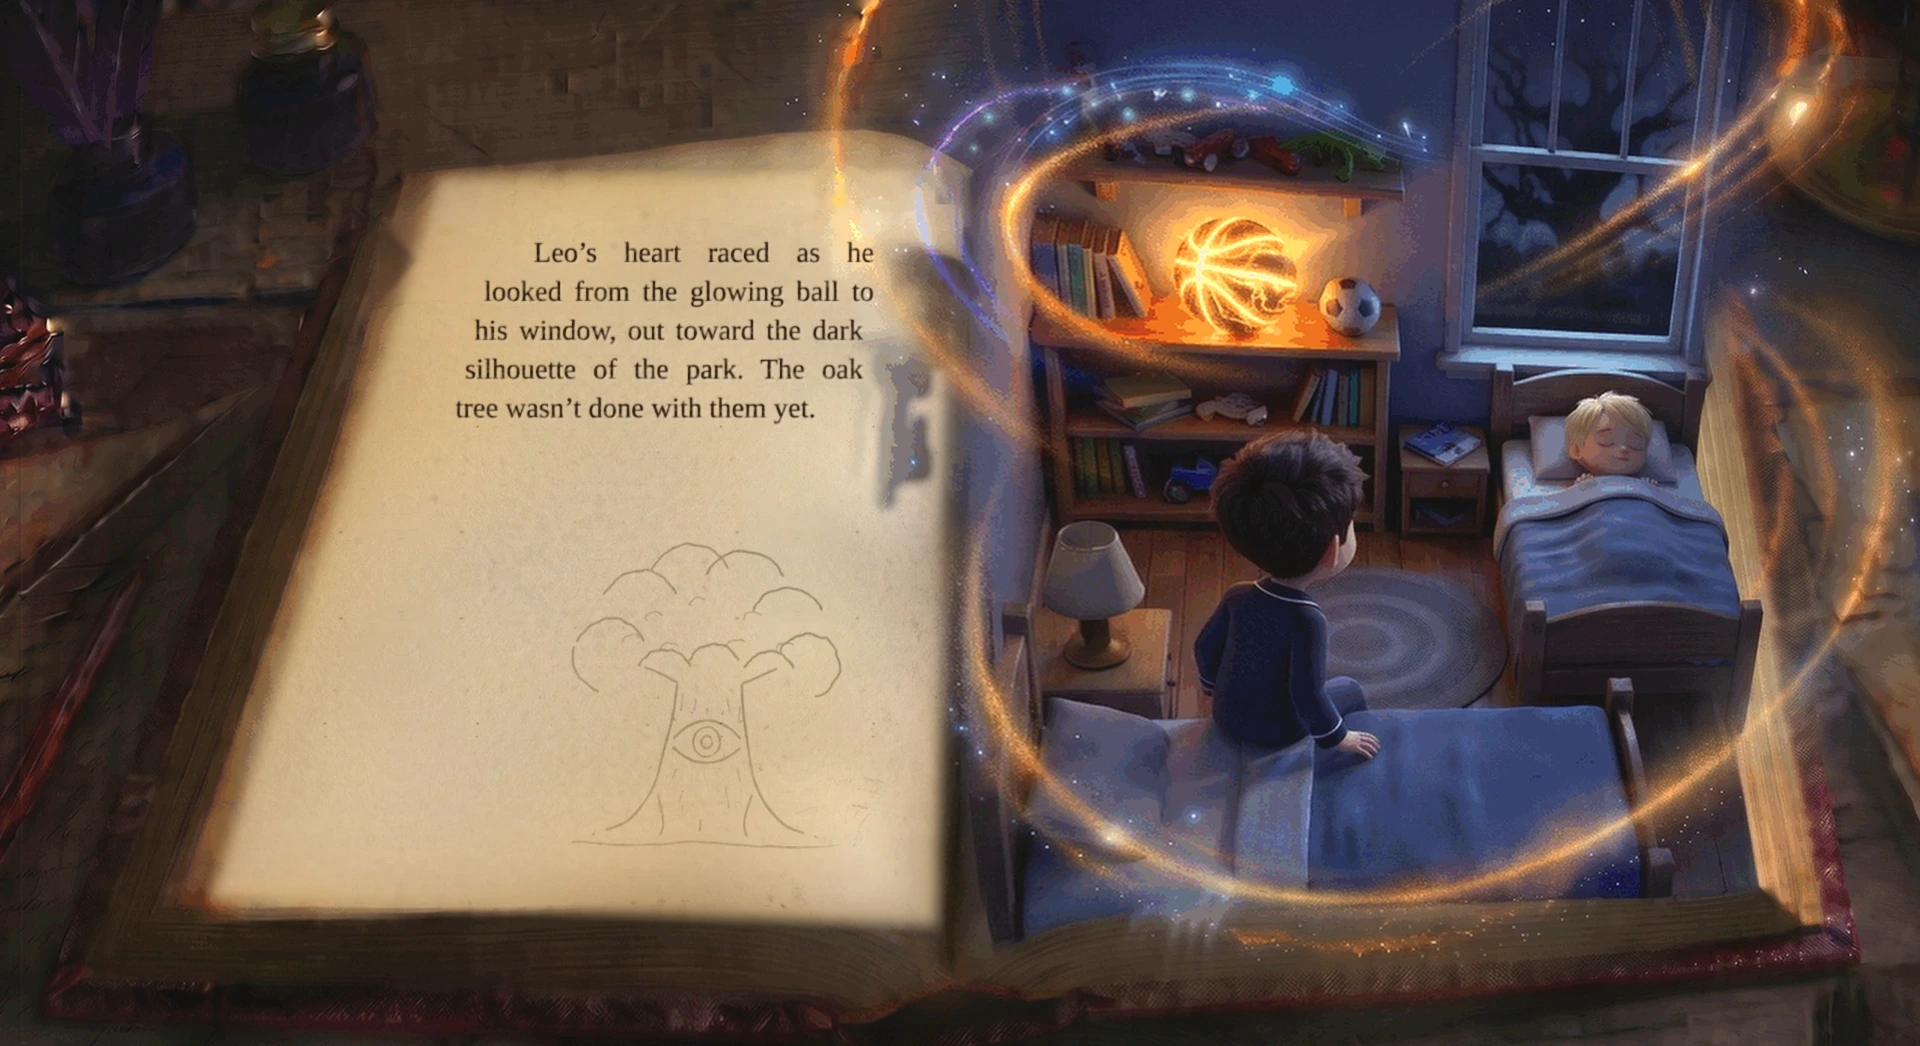 Leo’s heart raced as he
looked from the glowing ball to
his window, out toward the dark
silhouette of the park. The oak
tree wasn’t done with them yet.